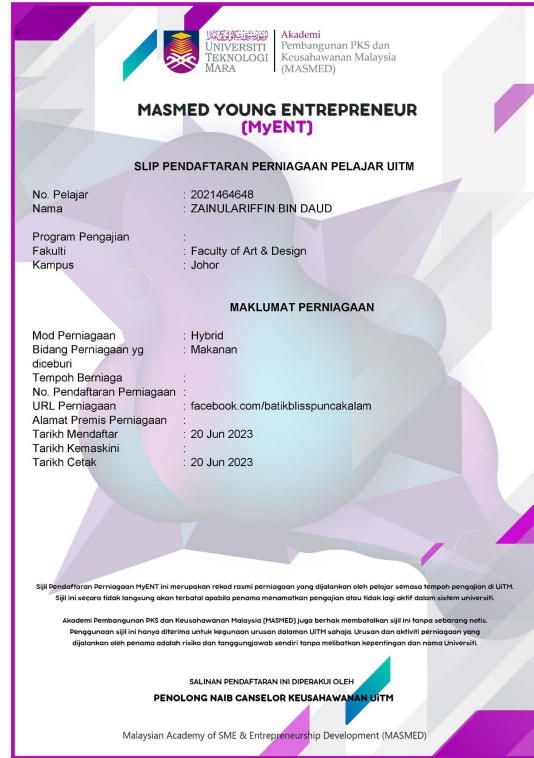 UNIVERSITI
TEKNOLOGI
MARA
Akademi
Pembangunan PKS dan
Keusahawanan Malaysia
(MASMED)
MASMED YOUNG ENTREPRENEUR
(MyENT)
SLIP PENDAFTARAN PERNIAGAAN PELAJAR UITM
No. Pelajar : 2021464648
Nama : ZAINULARIFFIN BIN DAUD
Program Pengajian :
Fakulti : Faculty of Art & Design
Kampus : Johor
MAKLUMAT PERNIAGAAN
Mod Perniagaan : Hybrid
Bidang Perniagaan yg : Makanan
diceburi
Tempoh Berniaga :
No. Pendaftaran Perniagaan :
URL Perniagaan : facebook.com/batikblisspuncakalam
Alamat Premis Perniagaan :
Tarikh Mendaftar : 20 Jun 2023
Tarikh Kemaskini :
Tarikh Cetak : 20 Jun 2023
Sijil Pendaftaran Perniagaan MyENT ini merupakan rekod rasmi perniagaan yang dijalankan oleh pelajar semasa tempoh pengajian di UiTM.
Sijil ini secara tidak langsung akan terbatal apabila penama menamatkan pengajian atau tidak lagi aktif dalam sistem universiti.
Akademi Pembangunan PKS dan Keusahawanan Malaysia (MASMED) juga berhak membatalkan sijil ini tanpa sebarang notis.
Penggunaan sijil ini hanya diterima untuk kegunaan urusan dalaman UiTM sahaja. Urusan dan aktiviti perniagaan yang
dijalankan oleh penama adalah risiko dan tanggungjawab sendiri tanpa melibatkan kepentingan dan nama Universiti.
SALINAN PENDAFTARAN INI DIPERAKUI OLEH
PENOLONG NAIB CANSELOR KEUSAHAWANAN UiTM
Malaysian Academy of SME & Entrepreneurship Development (MASMED)